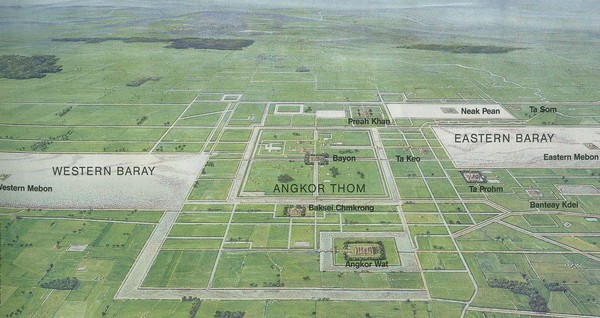 Neak Pean
Ta Som
Preah Khan
EASTERN BARAY
Bayon
Ta Keo
Eastern Mebon
WESTERN BARAY
Western Mebon
ANGKOR THOM
Ta Prohm
Baksei Chmkrong
Banteay Kdei
Angkor Wat